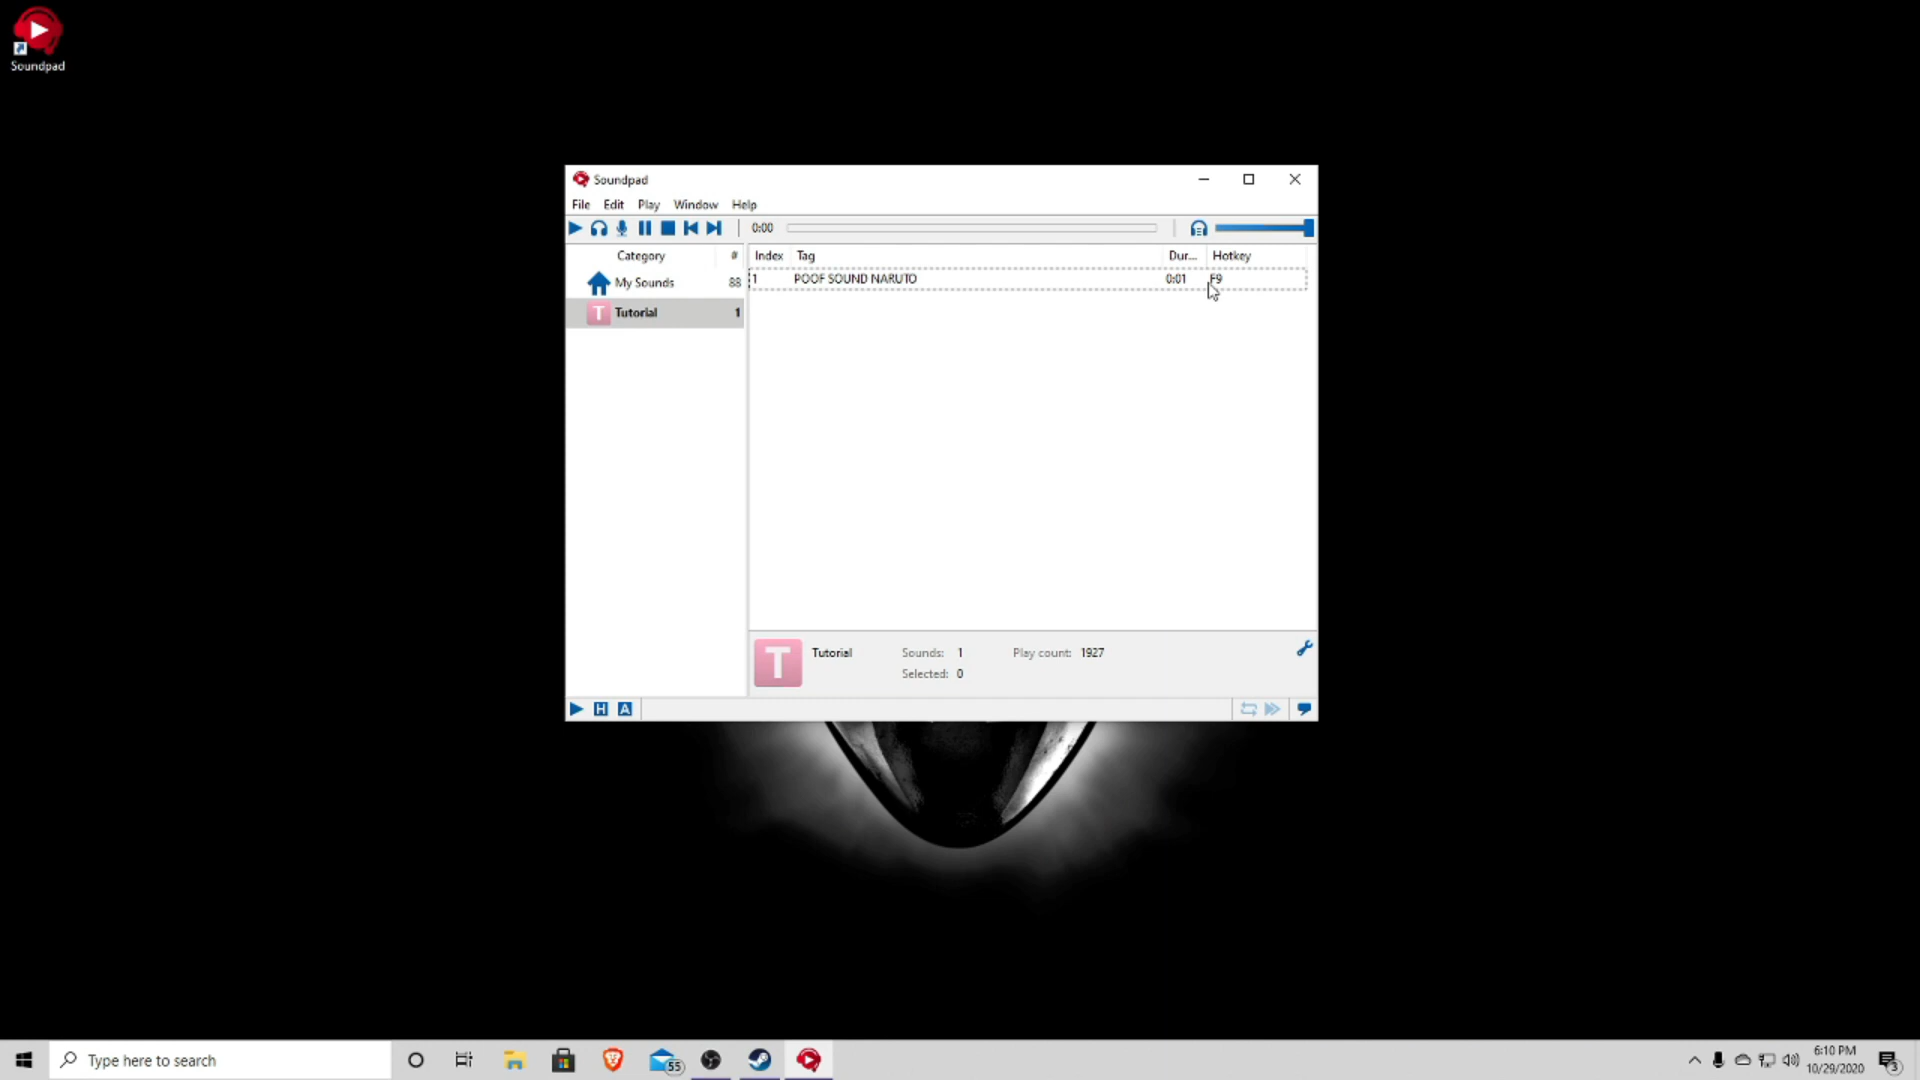 Soundpad
Soundpad
File Edit Play Window Help
0:00
Category #
My Sounds 88
T Tutorial 1
Index Tag Dur... Hotkey
1 POOF SOUND NARUTO 0:01 F9
T Tutorial Sounds: 1 Play count: 1927
Selected: 0
H A
Type here to search
55
6:10 PM
10/29/2020
3